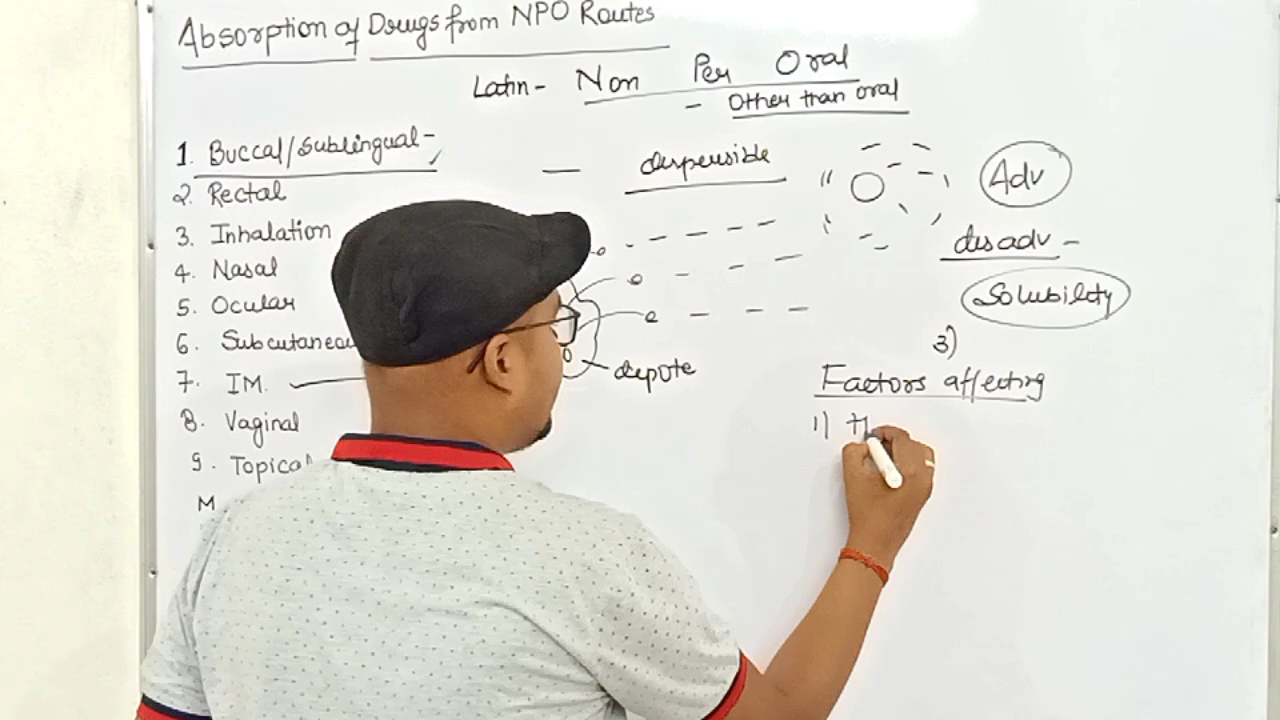 Absorption of Drugs from NPO Routes
Latin - Non Per Oral
- Other than oral
1. Buccal/Sublingual -
2. Rectal
3. Inhalation
4. Nasal
5. Ocular
6. Subcutaneou
7. IM.
8. Vaginal
9. Topical
M
Adv
disadv -
Solubility
3)
depote
Factors affecting
1)